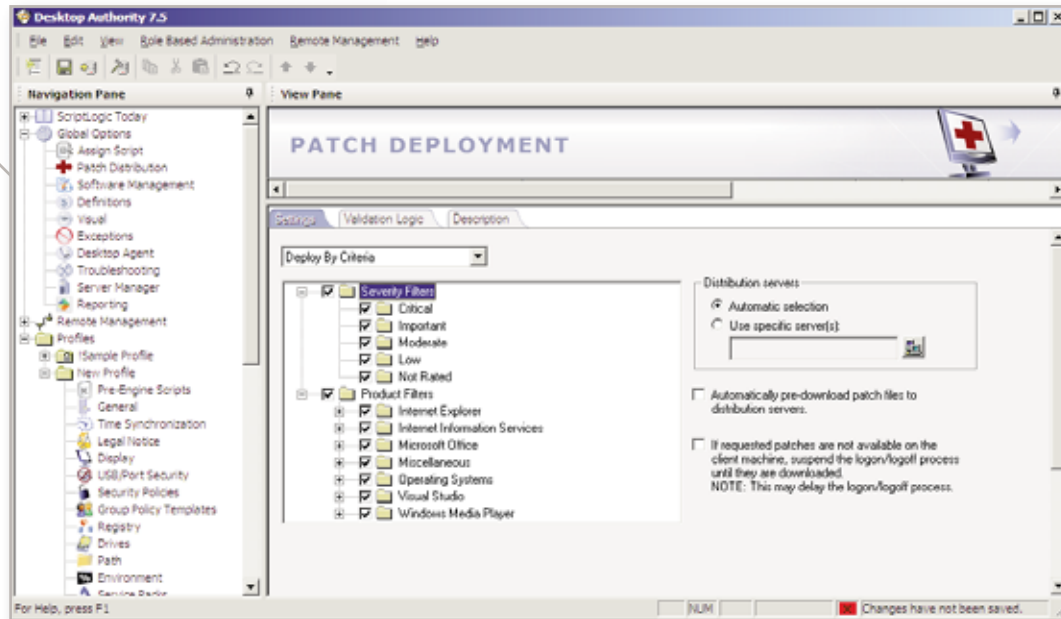 Desktop Authority 7.5
File Edit View Role Based Administration Remote Management Help
Navigation Pane
ScriptLogic Today
Global Options
Assign Script
Patch Distribution
Software Management
Definitions
Visual
Exceptions
Desktop Agent
Troubleshooting
Server Manager
Reporting
Remote Management
Profiles
!Sample Profile
New Profile
Pre-Engine Scripts
General
Time Synchronization
Legal Notice
Display
USB/Port Security
Security Policies
Group Policy Templates
Registry
Drives
Path
Environment
Service Packs
View Pane
PATCH DEPLOYMENT
Settings Validation Logic Description
Deploy By Criteria
Severity Filters
Critical
Important
Moderate
Low
Not Rated
Product Filters
Internet Explorer
Internet Information Services
Microsoft Office
Miscellaneous
Operating Systems
Visual Studio
Windows Media Player
Distribution servers
Automatic selection
Use specific server(s):
Automatically pre-download patch files to
distribution servers.
If requested patches are not available on the
client machine, suspend the logon/logoff process
until they are downloaded.
NOTE: This may delay the logon/logoff process.
For Help, press F1
NUM
Changes have not been saved.